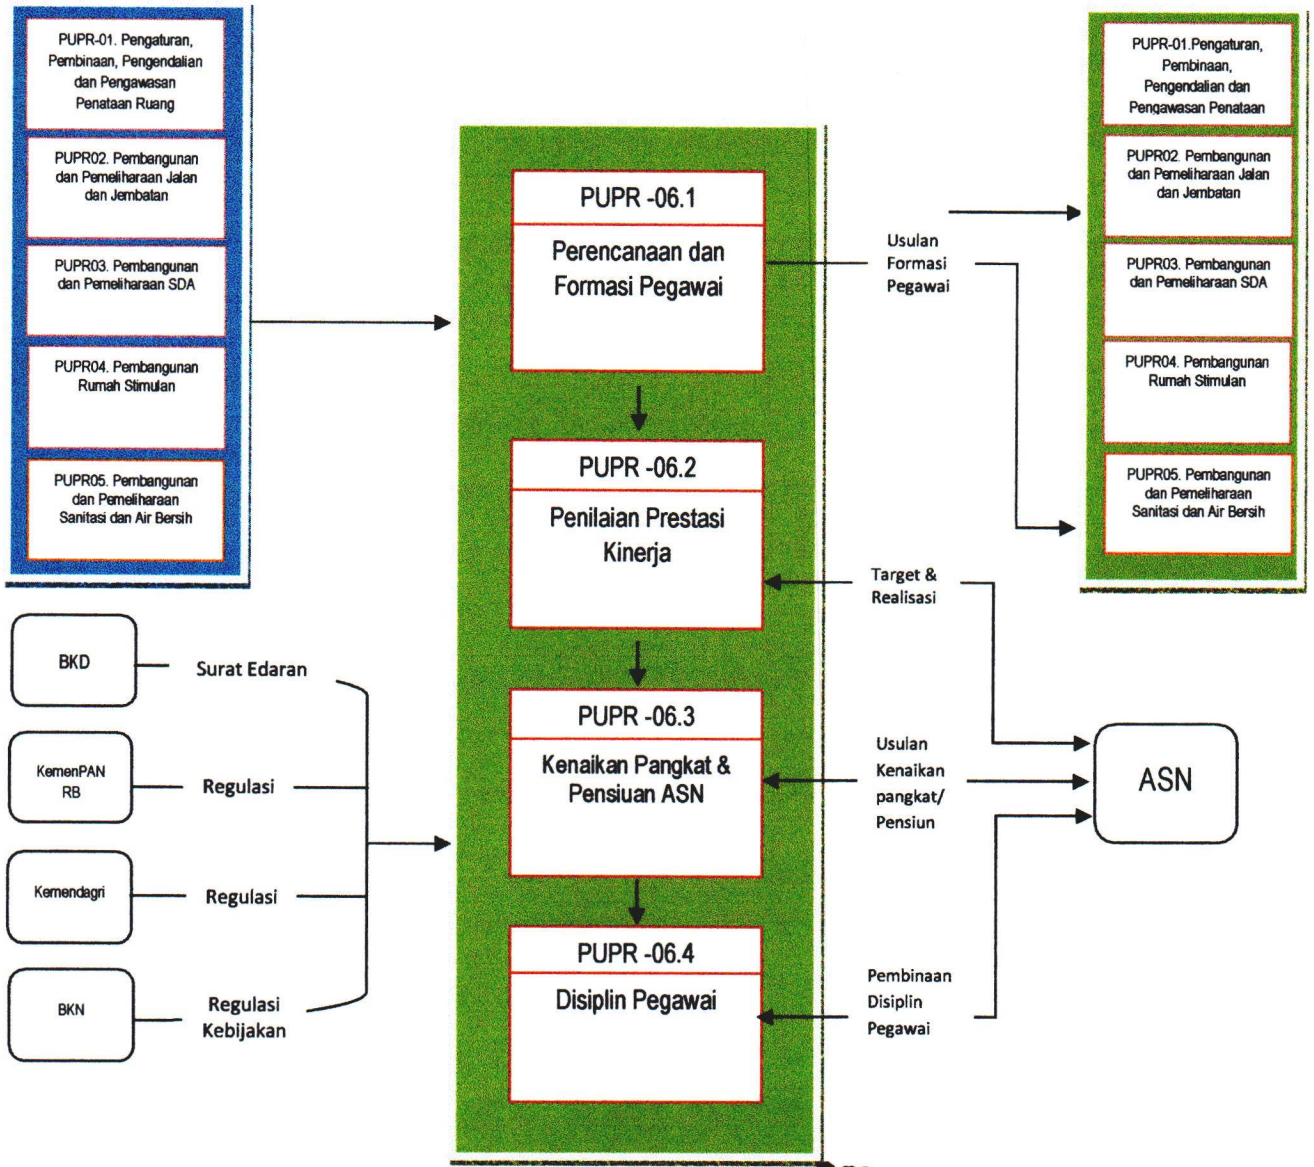 PUPR-01. Pengaturan,
Pembinaan, Pengendalian
dan Pengawasan
Penataan Ruang
PUPR02. Pembangunan
dan Pemeliharaan Jalan
dan Jembatan
PUPR03. Pembangunan
dan Pemeliharaan SDA
PUPR04. Pembangunan
Rumah Stimulan
PUPR05. Pembangunan
dan Pemeliharaan
Sanitasi dan Air Bersih
BKD
Surat Edaran
KemenPAN
RB
Regulasi
Kemendagri
Regulasi
BKN
Regulasi
Kebijakan
PUPR -06.1
Perencanaan dan
Formasi Pegawai
PUPR -06.2
Penilaian Prestasi
Kinerja
PUPR -06.3
Kenaikan Pangkat &
Pensiuan ASN
PUPR -06.4
Disiplin Pegawai
Usulan
Formasi
Pegawai
Target &
Realisasi
Usulan
Kenaikan
pangkat/
Pensiun
Pembinaan
Disiplin
Pegawai
PUPR-01.Pengaturan,
Pembinaan,
Pengendalian dan
Pengawasan Penataan
PUPR02. Pembangunan
dan Pemeliharaan Jalan
dan Jembatan
PUPR03. Pembangunan
dan Pemeliharaan SDA
PUPR04. Pembangunan
Rumah Stimulan
PUPR05. Pembangunan
dan Pemeliharaan
Sanitasi dan Air Bersih
ASN